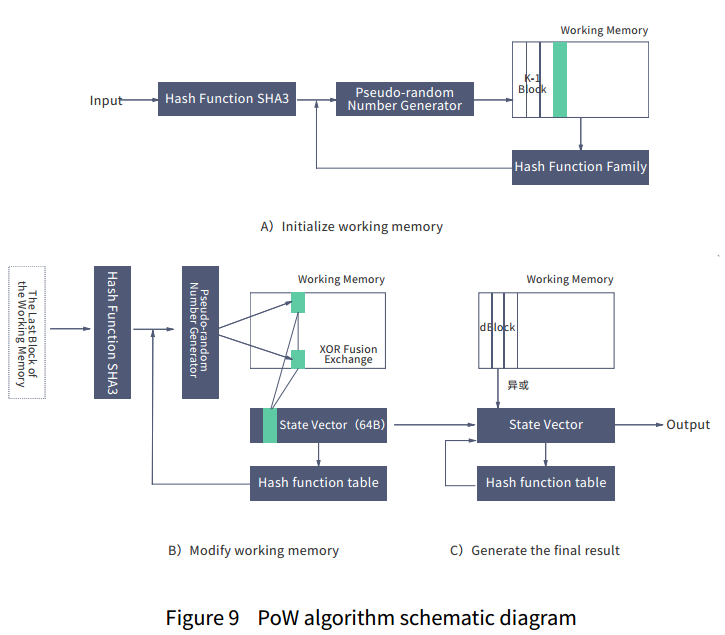 Working Memory
Input
Hash Function SHA3
Pseudo-random
Number Generator
K-1
Block
Hash Function Family
A）Initialize working memory
The Last Block of
the Working Memory
Hash Function SHA3
Pseudo-random
Number Generator
Working Memory
XOR Fusion
Exchange
State Vector（64B）
Hash function table
Working Memory
dBlock
异或
State Vector
Output
Hash function table
B）Modify working memory
C）Generate the final result
Figure 9 PoW algorithm schematic diagram